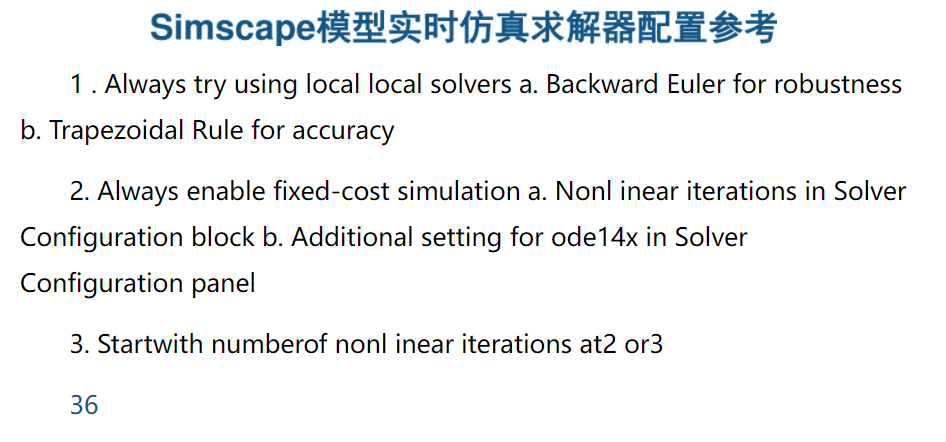 Simscape模型实时仿真求解器配置参考
1 . Always try using local local solvers a. Backward Euler for robustness
b. Trapezoidal Rule for accuracy
2. Always enable fixed-cost simulation a. Nonl inear iterations in Solver
Configuration block b. Additional setting for ode14x in Solver
Configuration panel
3. Startwith numberof nonl inear iterations at2 or3
36